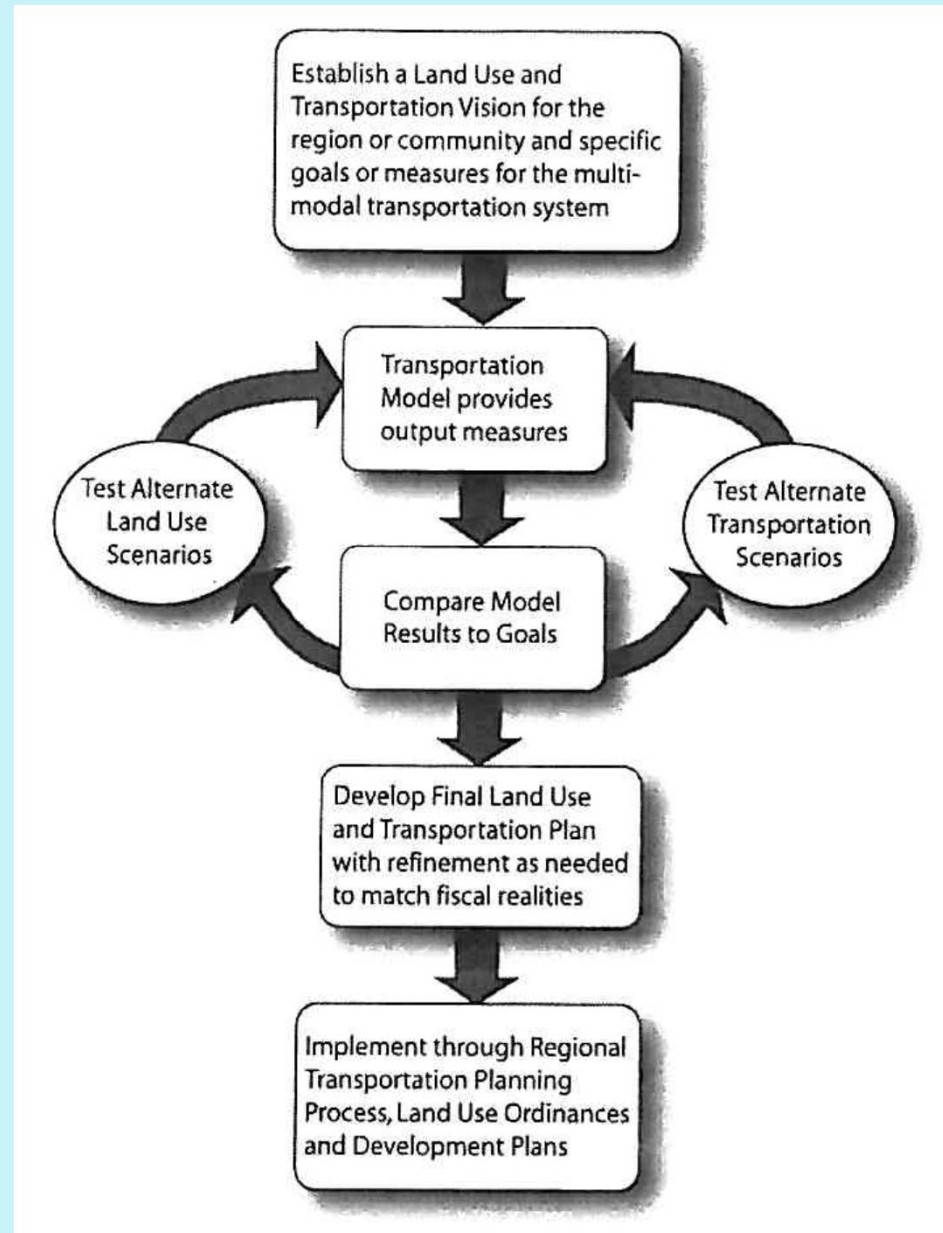 Establish a Land Use and
Transportation Vision for the
region or community and specific
goals or measures for the multi-
modal transportation system
Transportation
Model provides
output measures
Test Alternate
Land Use
Scenarios
Test Alternate
Transportation
Scenarios
Compare Model
Results to Goals
Develop Final Land Use
and Transportation Plan
with refinement as needed
to match fiscal realities
Implement through Regional
Transportation Planning
Process, Land Use Ordinances
and Development Plans